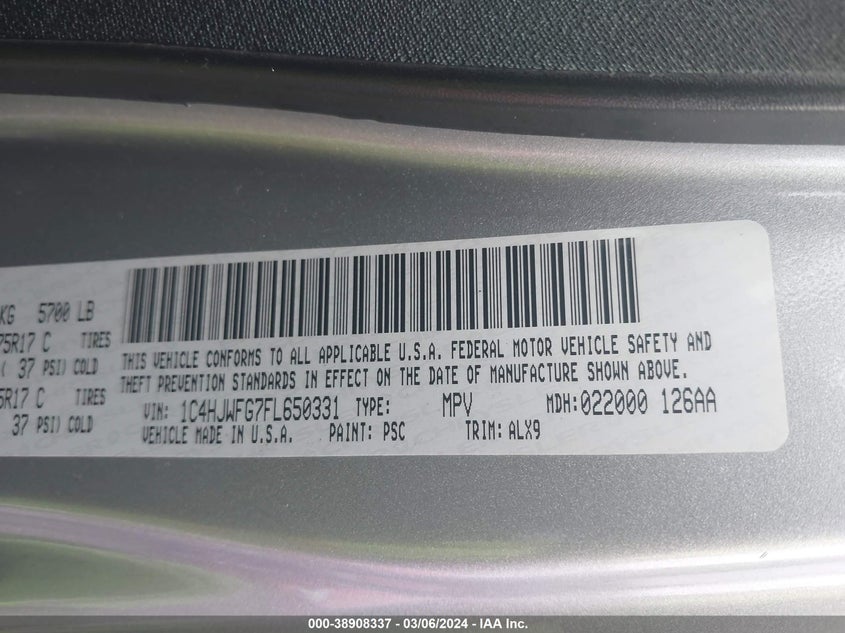 KG 5700 LB
75R17 C TIRES
( 37 PSI) COLD
5R17 C TIRES
37 PSI) COLD
THIS VEHICLE CONFORMS TO ALL APPLICABLE U.S.A. FEDERAL MOTOR VEHICLE SAFETY AND
THEFT PREVENTION STANDARDS IN EFFECT ON THE DATE OF MANUFACTURE SHOWN ABOVE.
VIN: 1C4HJWFG7FL650331 TYPE: MPV MDH: 022000 126AA
VEHICLE MADE IN U.S.A. PAINT: PSC TRIM: ALX9
000-38908337 - 03/06/2024 - IAA Inc.